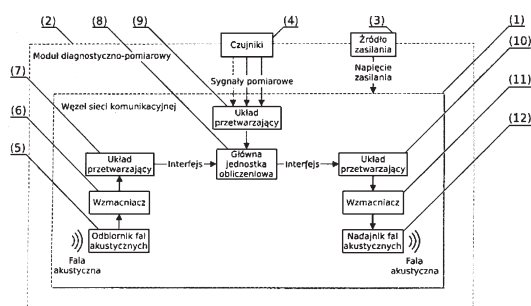 (8)
(9)
(2)
(4)
(3)
(1)
Czujniki
Źródło
zasilania
(10)
Moduł diagnostyczno-pomiarowy
(7)
Sygnały pomiarowe
Napięcie
zasilania
(11)
Węzeł sieci komunikacyjnej
(6)
Układ
przetwarzający
(12)
(5)
Układ
przetwarzający
Interfejs
Główna
jednostka
obliczeniowa
Interfejs
Układ
przetwarzający
Wzmacniacz
Wzmacniacz
Odbiornik fal
akustycznych
Nadajnik fal
akustycznych
Fala
akustyczna
Fala
akustyczna